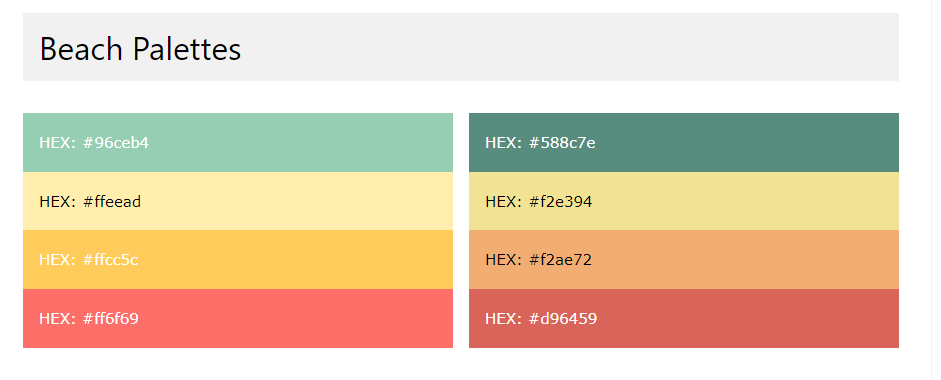 Beach Palettes
HEX: #96ceb4
HEX: #ffeead
HEX: #ffcc5c
HEX: #ff6f69
HEX: #588c7e
HEX: #f2e394
HEX: #f2ae72
HEX: #d96459